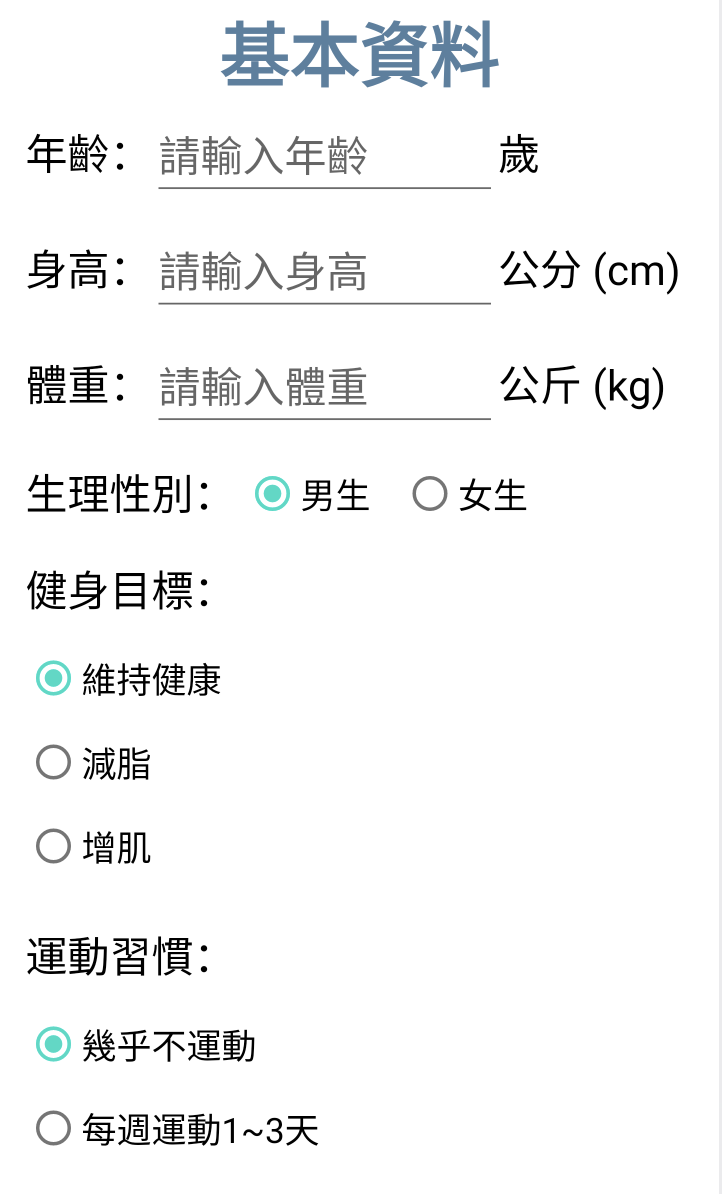 基本資料
年齡： 請輸入年齡 歲
身高： 請輸入身高 公分 (cm)
體重： 請輸入體重 公斤 (kg)
生理性別： 男生 女生
健身目標：
維持健康
減脂
增肌
運動習慣：
幾乎不運動
每週運動1~3天